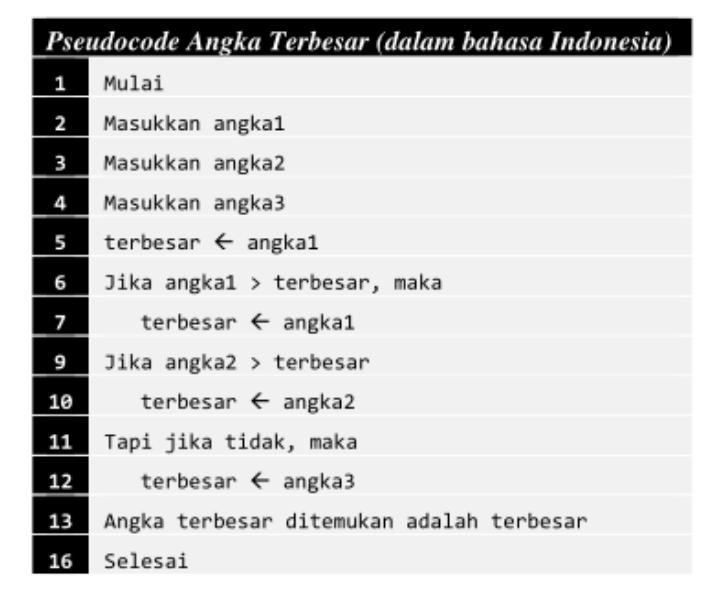 Pseudocode Angka Terbesar (dalam bahasa Indonesia)
1 Mulai
2 Masukkan angka1
3 Masukkan angka2
4 Masukkan angka3
5 terbesar ← angka1
6 Jika angka1 > terbesar, maka
7 terbesar ← angka1
9 Jika angka2 > terbesar
10 terbesar ← angka2
11 Tapi jika tidak, maka
12 terbesar ← angka3
13 Angka terbesar ditemukan adalah terbesar
16 Selesai